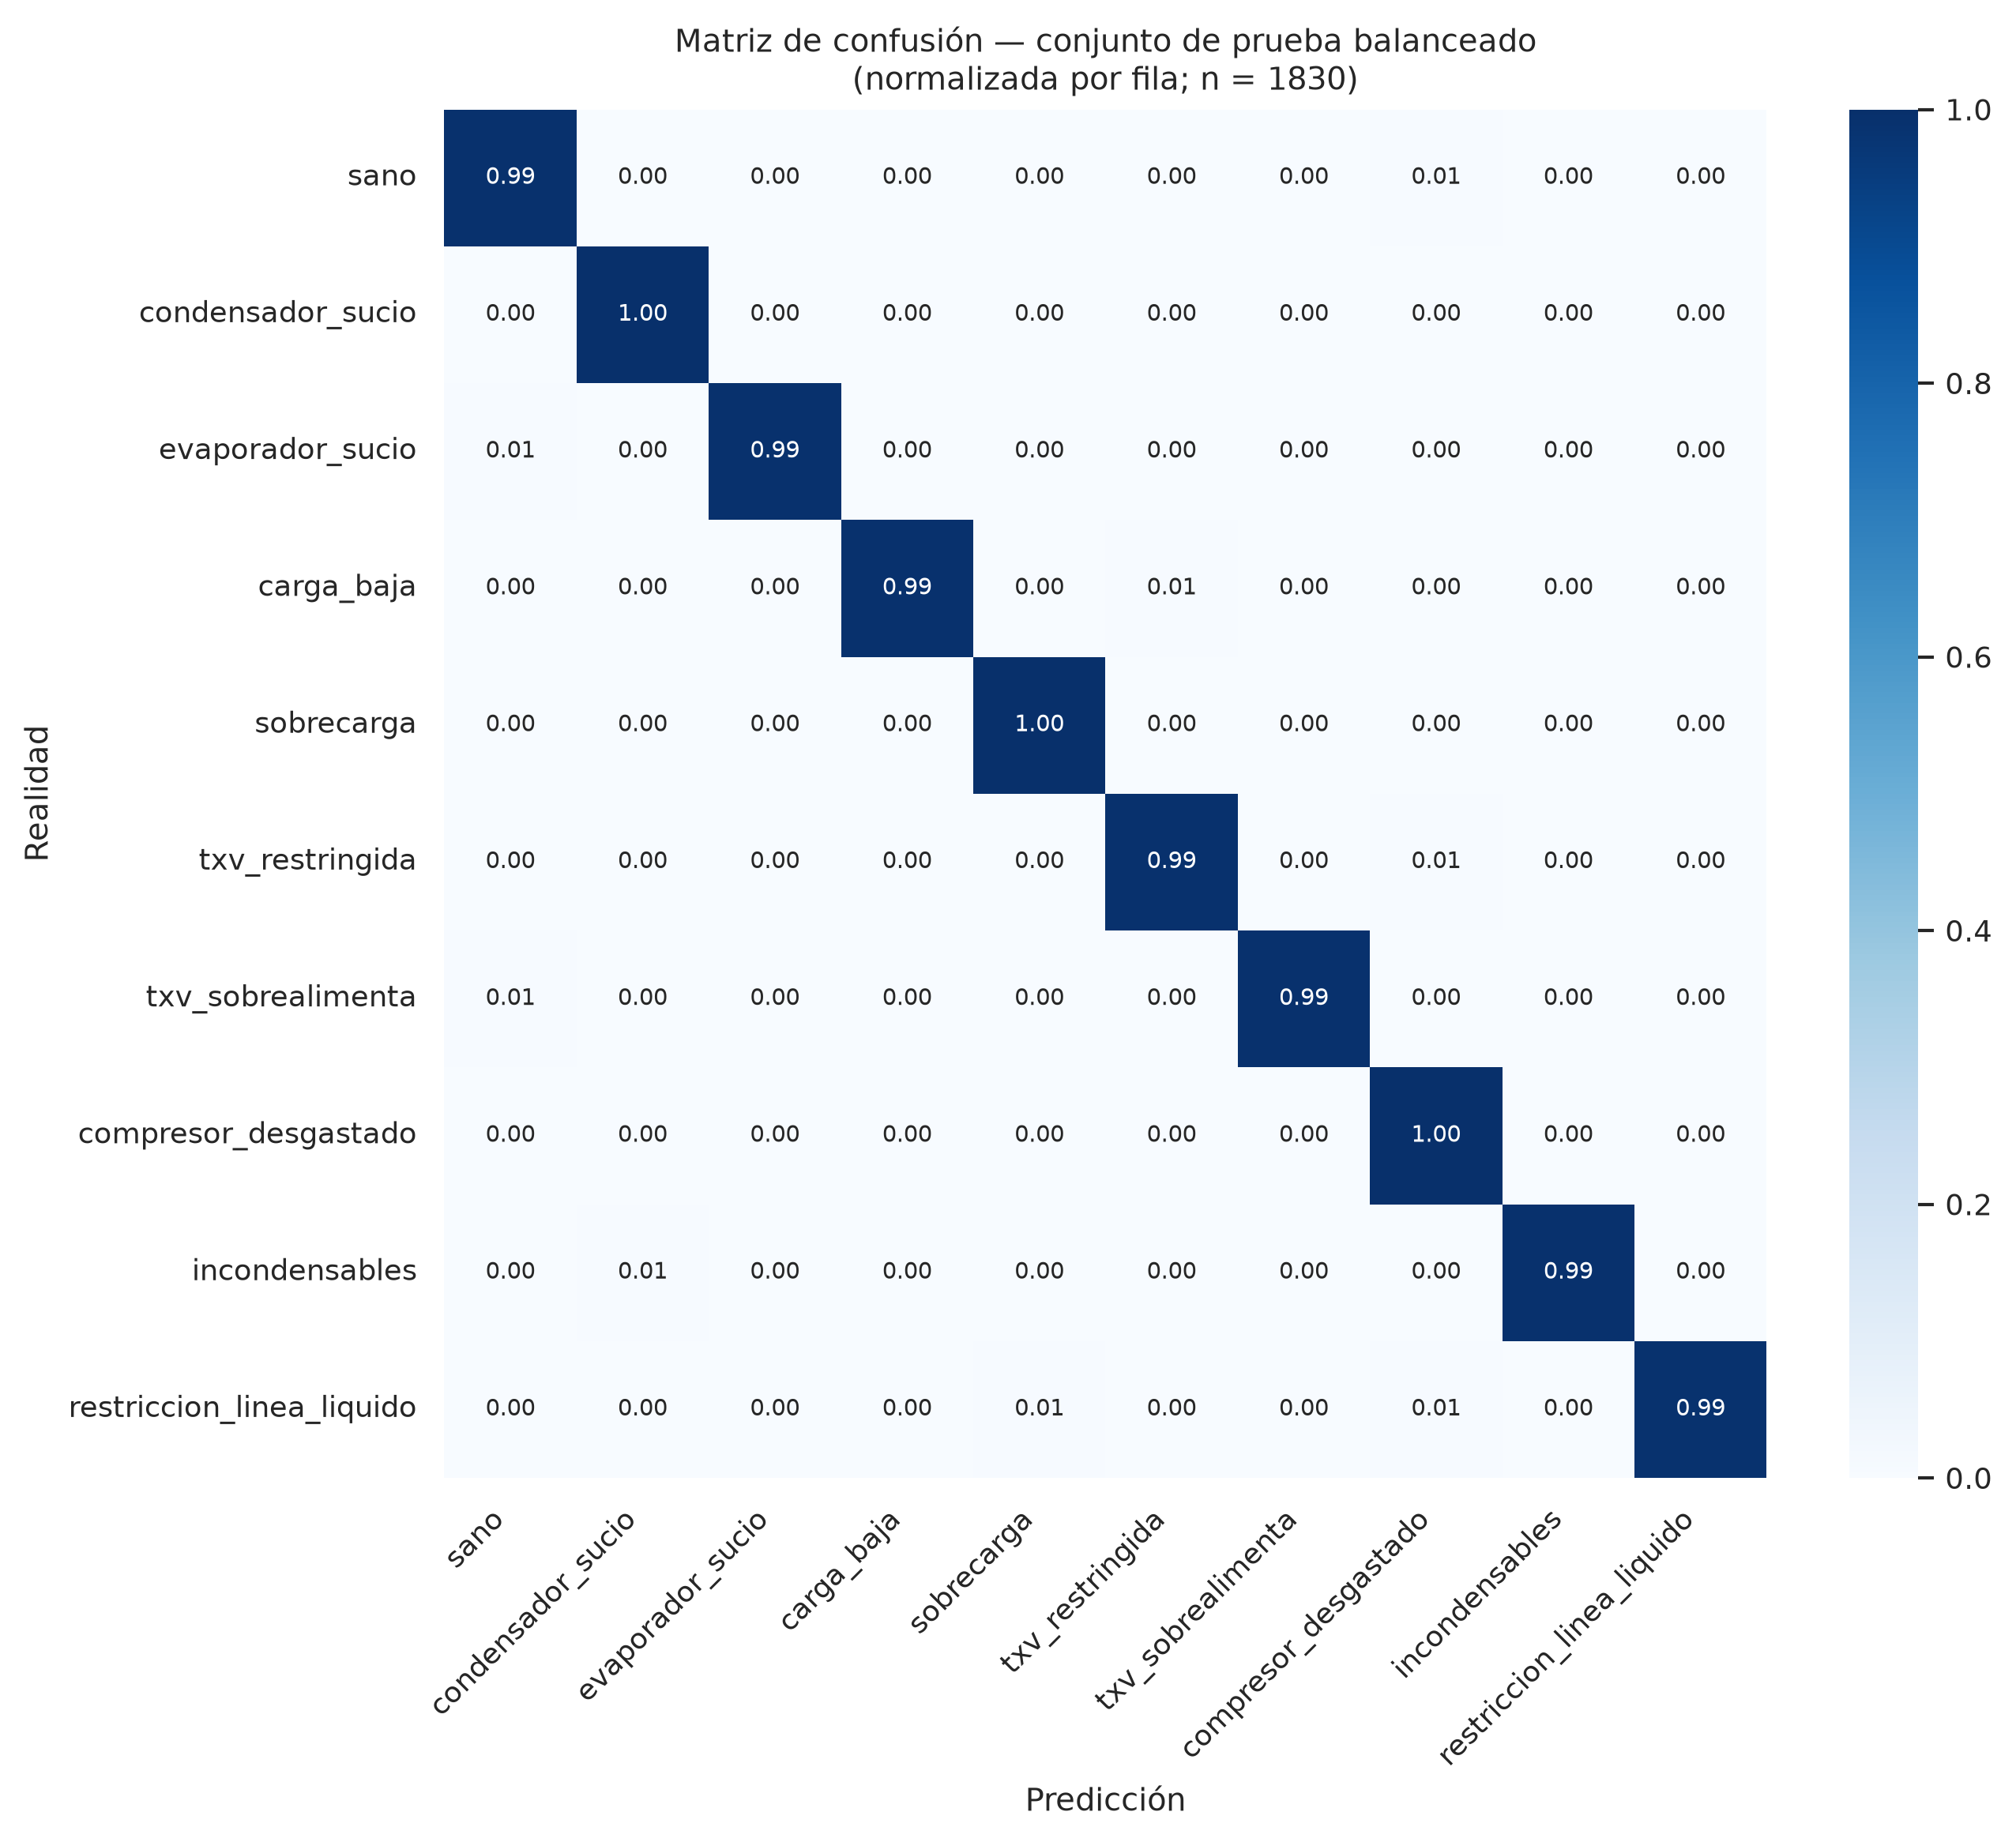 Matriz de confusión — conjunto de prueba balanceado
(normalizada por fila; n = 1830)
Realidad
sano 0.99 0.00 0.00 0.00 0.00 0.00 0.00 0.01 0.00 0.00
condensador_sucio 0.00 1.00 0.00 0.00 0.00 0.00 0.00 0.00 0.00 0.00
evaporador_sucio 0.01 0.00 0.99 0.00 0.00 0.00 0.00 0.00 0.00 0.00
carga_baja 0.00 0.00 0.00 0.99 0.00 0.01 0.00 0.00 0.00 0.00
sobrecarga 0.00 0.00 0.00 0.00 1.00 0.00 0.00 0.00 0.00 0.00
txv_restringida 0.00 0.00 0.00 0.00 0.00 0.99 0.00 0.01 0.00 0.00
txv_sobrealimenta 0.01 0.00 0.00 0.00 0.00 0.00 0.99 0.00 0.00 0.00
compresor_desgastado 0.00 0.00 0.00 0.00 0.00 0.00 0.00 1.00 0.00 0.00
incondensables 0.00 0.01 0.00 0.00 0.00 0.00 0.00 0.00 0.99 0.00
restriccion_linea_liquido 0.00 0.00 0.00 0.00 0.01 0.00 0.00 0.01 0.00 0.99
sano
condensador_sucio
evaporador_sucio
carga_baja
sobrecarga
txv_restringida
txv_sobrealimenta
compresor_desgastado
incondensables
restriccion_linea_liquido
Predicción
1.0
0.8
0.6
0.4
0.2
0.0